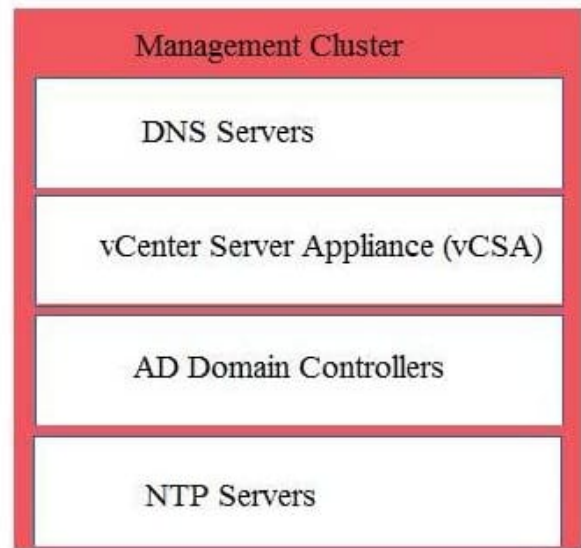 Management Cluster
DNS Servers
vCenter Server Appliance (vCSA)
AD Domain Controllers
NTP Servers